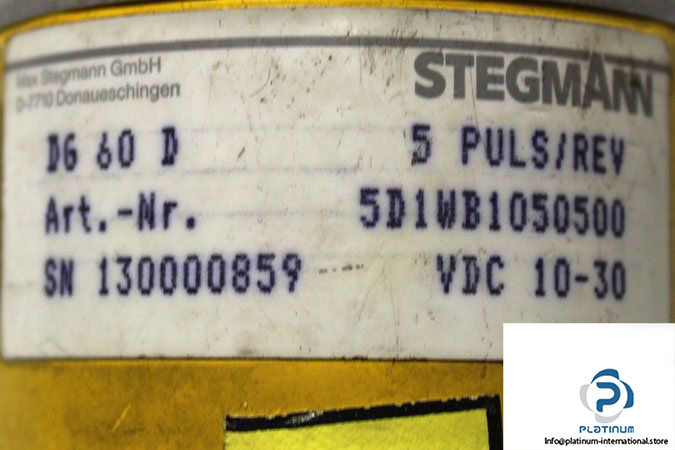 Max Stegmann GmbH
D-7710 Donaueschingen
STEGMANN
DG 60 D 5 PULS/REV
Art.-Nr. 5D1WB1050500
SN 130000859 VDC 10-30
PLATINUM
Info@platinum-international.store